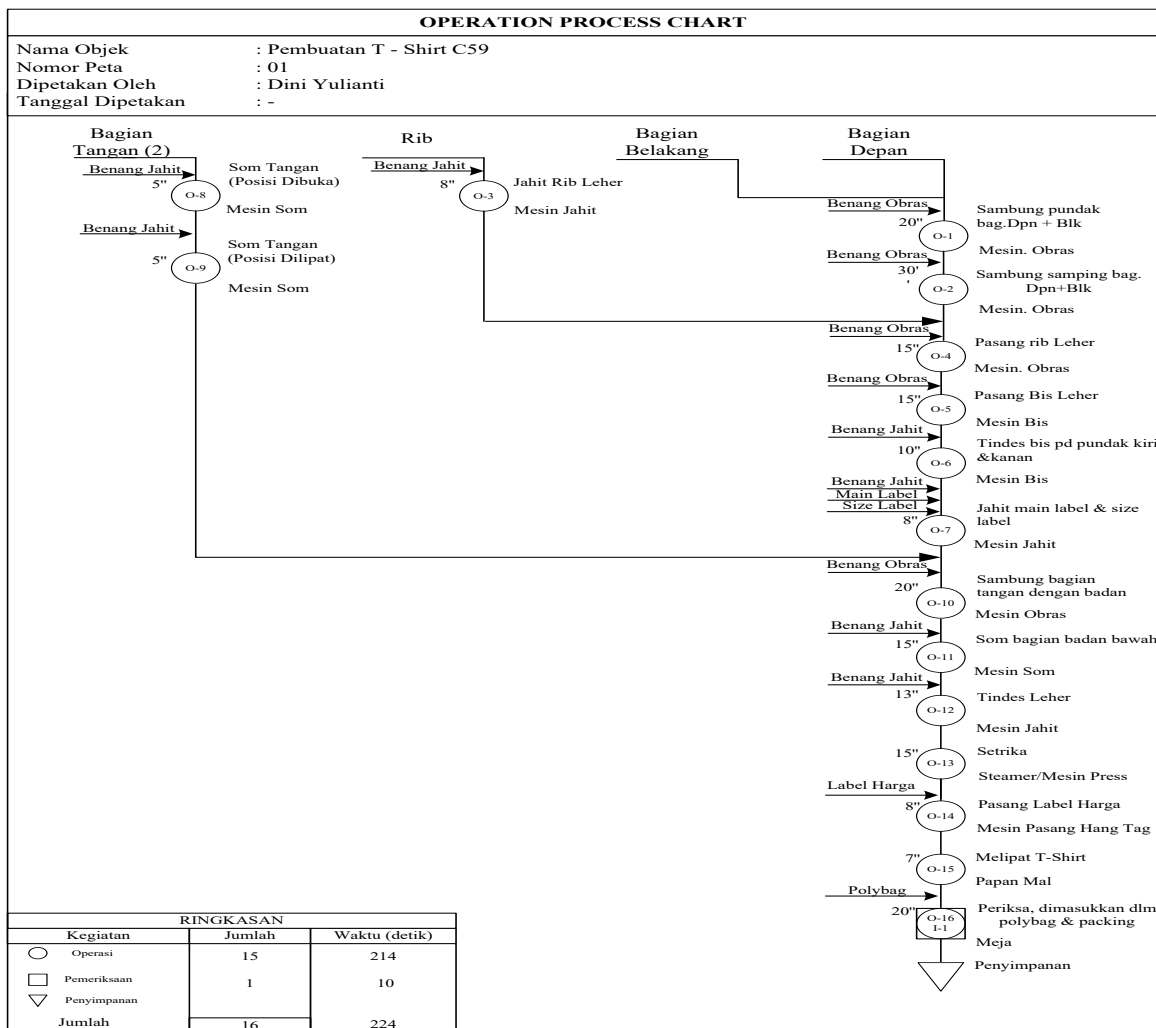 OPERATION PROCESS CHART
Nama Objek : Pembuatan T - Shirt C59
Nomor Peta : 01
Dipetakan Oleh : Dini Yulianti
Tanggal Dipetakan : -
Bagian
Tangan (2)
Benang Jahit
5"
O-8
Som Tangan
(Posisi Dibuka)
Mesin Som
Benang Jahit
5"
O-9
Som Tangan
(Posisi Dilipat)
Mesin Som
Rib
Benang Jahit
8"
O-3
Jahit Rib Leher
Mesin Jahit
Bagian
Belakang
Bagian
Depan
Benang Obras
20"
O-1
Sambung pundak
bag.Dpn + Blk
Mesin. Obras
Benang Obras
30'
'
O-2
Sambung samping bag.
Dpn+Blk
Mesin. Obras
Benang Obras
15"
O-4
Pasang rib Leher
Mesin. Obras
Benang Obras
15"
O-5
Pasang Bis Leher
Mesin Bis
Benang Jahit
10"
O-6
Tindes bis pd pundak kiri
&kanan
Mesin Bis
Benang Jahit
Main Label
Size Label
8"
O-7
Jahit main label & size
label
Mesin Jahit
Benang Obras
20"
O-10
Sambung bagian
tangan dengan badan
Mesin Obras
Benang Jahit
15"
O-11
Som bagian badan bawah
Mesin Som
Benang Jahit
13"
O-12
Tindes Leher
Mesin Jahit
15"
O-13
Setrika
Steamer/Mesin Press
Label Harga
8"
O-14
Pasang Label Harga
Mesin Pasang Hang Tag
7"
O-15
Melipat T-Shirt
Papan Mal
Polybag
20"
O-16
I-1
Periksa, dimasukkan dlm
polybag & packing
Meja
Penyimpanan
RINGKASAN
Kegiatan Jumlah Waktu (detik)
Operasi 15 214
Pemeriksaan 1 10
Penyimpanan
Jumlah 16 224